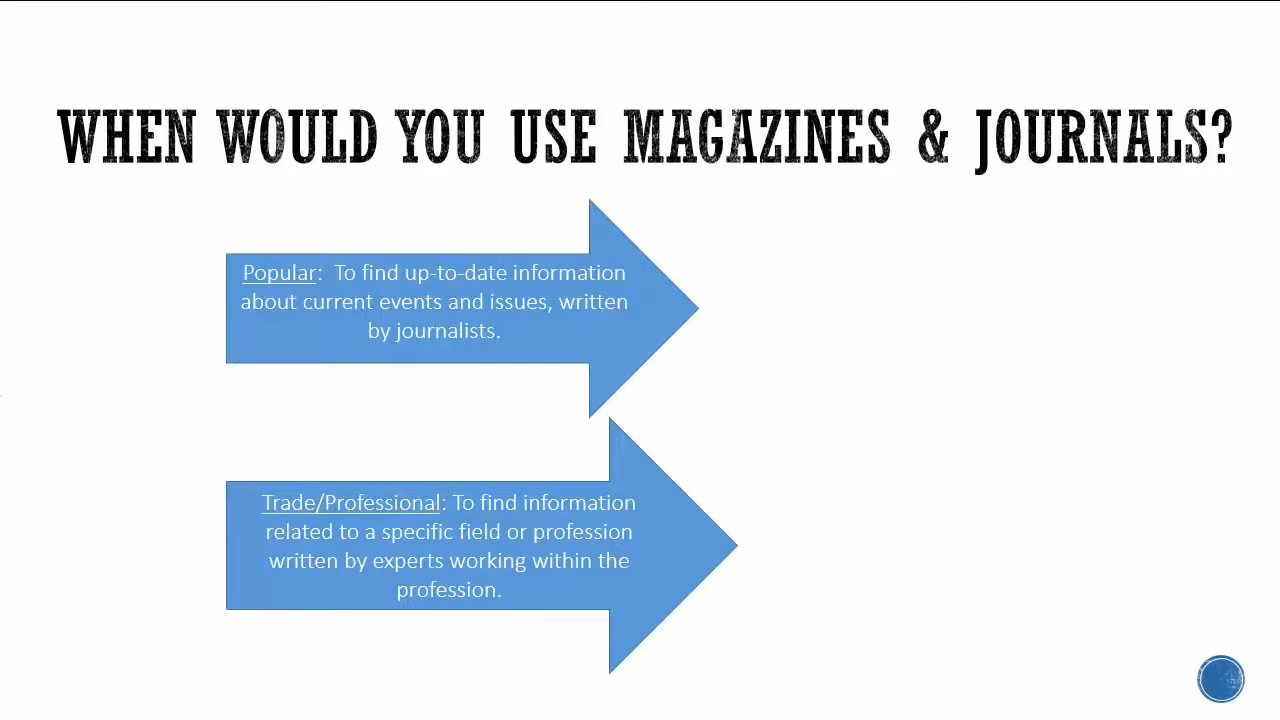 WHEN WOULD YOU USE MAGAZINES & JOURNALS?
Popular:  To find up-to-date information
about current events and issues, written
by journalists.
Trade/Professional: To find information
related to a specific field or profession
written by experts working within the
profession.